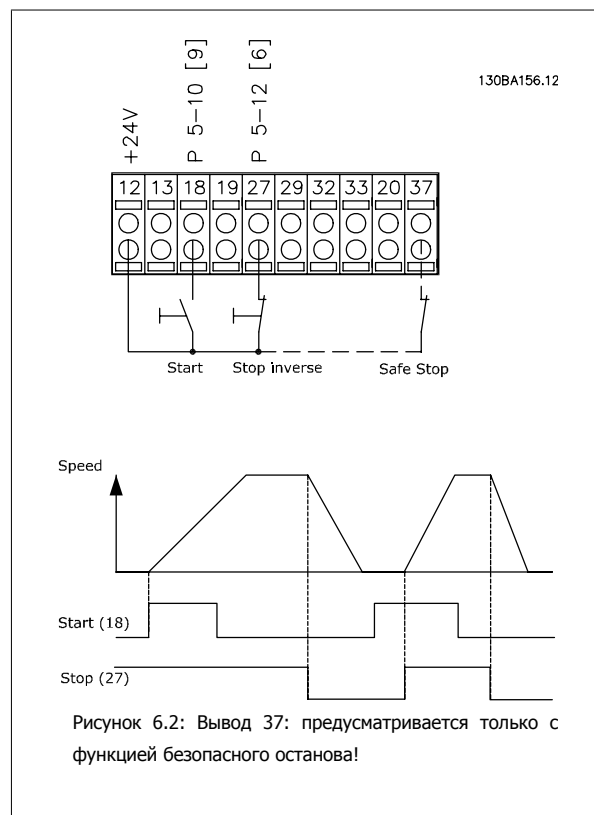 130BA156.12
+24V
P 5-10 [9]
P 5-12 [6]
12 13 18 19 27 29 32 33 20 37
Start Stop inverse Safe Stop
Speed
Start (18)
Stop (27)
Рисунок 6.2: Вывод 37: предусматривается только с
функцией безопасного останова!